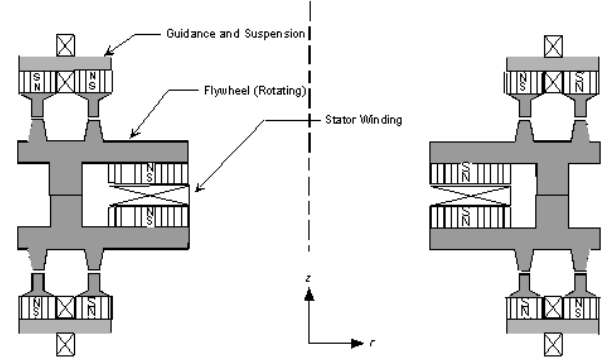 Guidance and Suspension
S N N S
N S S N
Flywheel (Rotating)
Stator Winding
N S
S N
N S
S N
z
N S S N
S N N S
r